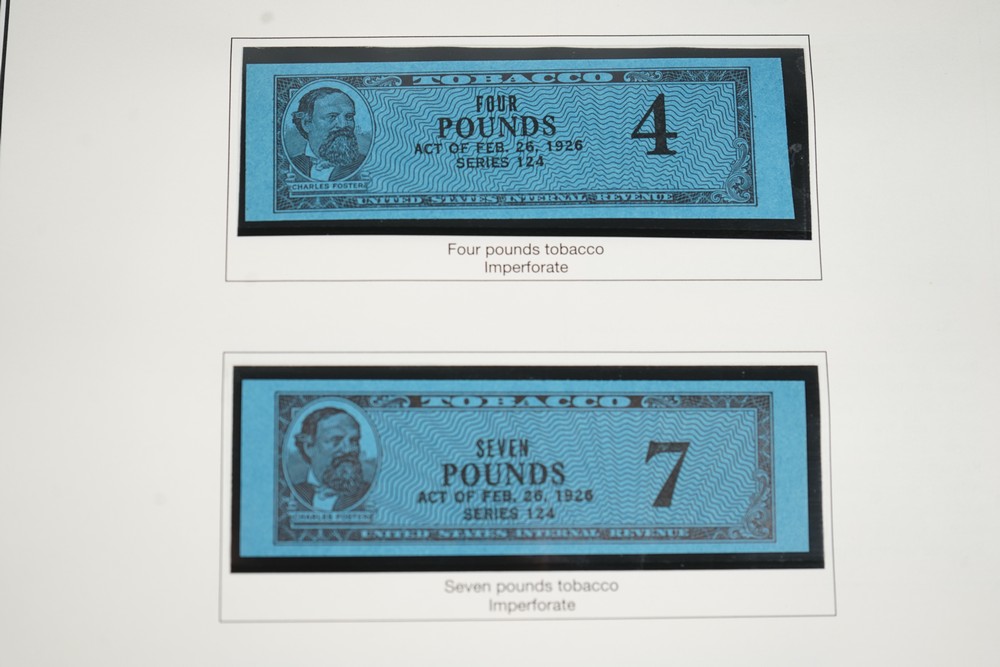 TOBACCO
FOUR
POUNDS
ACT OF FEB. 26, 1926
SERIES 124
4
CHARLES FOSTER
UNITED STATES INTERNAL REVENUE
Four pounds tobacco
Imperforate
TOBACCO
SEVEN
POUNDS
ACT OF FEB. 26, 1926
SERIES 124
7
CHARLES FOSTER
UNITED STATES INTERNAL REVENUE
Seven pounds tobacco
Imperforate